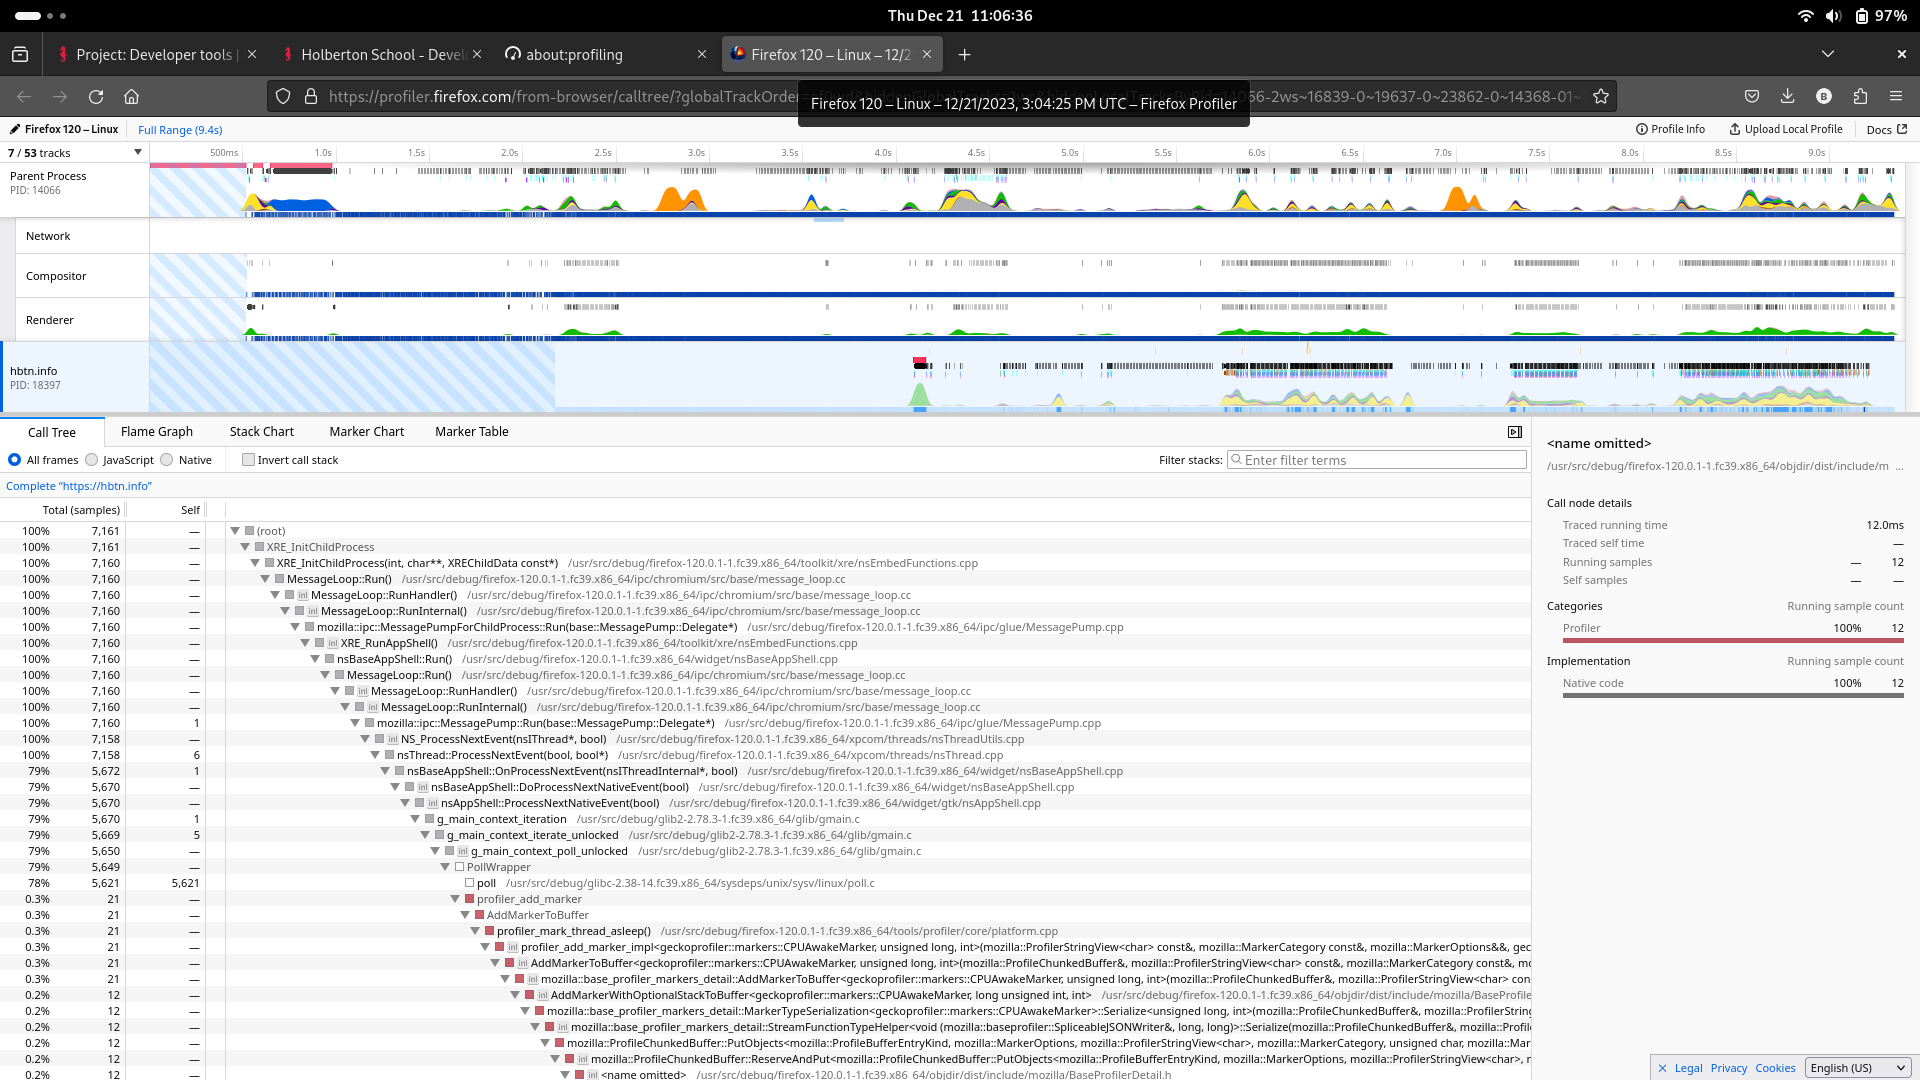 Thu Dec 21 11:06:36
97%
Project: Developer tools |
Holberton School - Devel
about:profiling
Firefox 120 – Linux – 12/2
https://profiler.firefox.com/from-browser/calltree/?globalTrackOrder
66-2ws~16839-0~19637-0~23862-0~14368-01~
B
Firefox 120 – Linux – 12/21/2023, 3:04:25 PM UTC – Firefox Profiler
Firefox 120 – Linux
Full Range (9.4s)
Profile Info
Upload Local Profile
Docs
7 / 53 tracks
500ms 1.0s 1.5s 2.0s 2.5s 3.0s 3.5s 4.0s 4.5s 5.0s 5.5s 6.0s 6.5s 7.0s 7.5s 8.0s 8.5s 9.0s
Parent Process
PID: 14066
Network
Compositor
Renderer
hbtn.info
PID: 18397
Call Tree
Flame Graph
Stack Chart
Marker Chart
Marker Table
All frames
JavaScript
Native
Invert call stack
Filter stacks:
Enter filter terms
Complete “https://hbtn.info”
Total (samples) Self
100% 7,161 — (root)
100% 7,161 — XRE_InitChildProcess
100% 7,160 — XRE_InitChildProcess(int, char**, XREChildData const*) /usr/src/debug/firefox-120.0.1-1.fc39.x86_64/toolkit/xre/nsEmbedFunctions.cpp
100% 7,160 — MessageLoop::Run() /usr/src/debug/firefox-120.0.1-1.fc39.x86_64/ipc/chromium/src/base/message_loop.cc
100% 7,160 — inl MessageLoop::RunHandler() /usr/src/debug/firefox-120.0.1-1.fc39.x86_64/ipc/chromium/src/base/message_loop.cc
100% 7,160 — inl MessageLoop::RunInternal() /usr/src/debug/firefox-120.0.1-1.fc39.x86_64/ipc/chromium/src/base/message_loop.cc
100% 7,160 — mozilla::ipc::MessagePumpForChildProcess::Run(base::MessagePump::Delegate*) /usr/src/debug/firefox-120.0.1-1.fc39.x86_64/ipc/glue/MessagePump.cpp
100% 7,160 — inl XRE_RunAppShell() /usr/src/debug/firefox-120.0.1-1.fc39.x86_64/toolkit/xre/nsEmbedFunctions.cpp
100% 7,160 — nsBaseAppShell::Run() /usr/src/debug/firefox-120.0.1-1.fc39.x86_64/widget/nsBaseAppShell.cpp
100% 7,160 — MessageLoop::Run() /usr/src/debug/firefox-120.0.1-1.fc39.x86_64/ipc/chromium/src/base/message_loop.cc
100% 7,160 — inl MessageLoop::RunHandler() /usr/src/debug/firefox-120.0.1-1.fc39.x86_64/ipc/chromium/src/base/message_loop.cc
100% 7,160 — inl MessageLoop::RunInternal() /usr/src/debug/firefox-120.0.1-1.fc39.x86_64/ipc/chromium/src/base/message_loop.cc
100% 7,160 1 mozilla::ipc::MessagePump::Run(base::MessagePump::Delegate*) /usr/src/debug/firefox-120.0.1-1.fc39.x86_64/ipc/glue/MessagePump.cpp
100% 7,158 — inl NS_ProcessNextEvent(nsIThread*, bool) /usr/src/debug/firefox-120.0.1-1.fc39.x86_64/xpcom/threads/nsThreadUtils.cpp
100% 7,158 6 nsThread::ProcessNextEvent(bool, bool*) /usr/src/debug/firefox-120.0.1-1.fc39.x86_64/xpcom/threads/nsThread.cpp
79% 5,672 1 nsBaseAppShell::OnProcessNextEvent(nsIThreadInternal*, bool) /usr/src/debug/firefox-120.0.1-1.fc39.x86_64/widget/nsBaseAppShell.cpp
79% 5,670 — inl nsBaseAppShell::DoProcessNextNativeEvent(bool) /usr/src/debug/firefox-120.0.1-1.fc39.x86_64/widget/nsBaseAppShell.cpp
79% 5,670 — inl nsAppShell::ProcessNextNativeEvent(bool) /usr/src/debug/firefox-120.0.1-1.fc39.x86_64/widget/gtk/nsAppShell.cpp
79% 5,670 1 g_main_context_iteration /usr/src/debug/glib2-2.78.3-1.fc39.x86_64/glib/gmain.c
79% 5,669 5 g_main_context_iterate_unlocked /usr/src/debug/glib2-2.78.3-1.fc39.x86_64/glib/gmain.c
79% 5,650 — inl g_main_context_poll_unlocked /usr/src/debug/glib2-2.78.3-1.fc39.x86_64/glib/gmain.c
79% 5,649 — PollWrapper
78% 5,621 5,621 poll /usr/src/debug/glibc-2.38-14.fc39.x86_64/sysdeps/unix/sysv/linux/poll.c
0.3% 21 — profiler_add_marker
0.3% 21 — AddMarkerToBuffer
0.3% 21 — profiler_mark_thread_asleep() /usr/src/debug/firefox-120.0.1-1.fc39.x86_64/tools/profiler/core/platform.cpp
0.3% 21 — inl profiler_add_marker_impl<geckoprofiler::markers::CPUAwakeMarker, unsigned long, int>(mozilla::ProfilerStringView<char> const&, mozilla::MarkerCategory const&, mozilla::MarkerOptions&&, gec
0.3% 21 — inl AddMarkerToBuffer<geckoprofiler::markers::CPUAwakeMarker, unsigned long, int>(mozilla::ProfileChunkedBuffer&, mozilla::ProfilerStringView<char> const&, mozilla::MarkerCategory const&, mo
0.3% 21 — inl mozilla::base_profiler_markers_detail::AddMarkerToBuffer<geckoprofiler::markers::CPUAwakeMarker, unsigned long, int>(mozilla::ProfileChunkedBuffer&, mozilla::ProfilerStringView<char> con
0.2% 12 — inl AddMarkerWithOptionalStackToBuffer<geckoprofiler::markers::CPUAwakeMarker, long unsigned int, int> /usr/src/debug/firefox-120.0.1-1.fc39.x86_64/objdir/dist/include/mozilla/BaseProfile
0.2% 12 — mozilla::base_profiler_markers_detail::MarkerTypeSerialization<geckoprofiler::markers::CPUAwakeMarker>::Serialize<unsigned long, int>(mozilla::ProfileChunkedBuffer&, mozilla::ProfilerString
0.2% 12 — inl mozilla::base_profiler_markers_detail::StreamFunctionTypeHelper<void (mozilla::baseprofiler::SpliceableJSONWriter&, long, long)>::Serialize(mozilla::ProfileChunkedBuffer&, mozilla::Profi
0.2% 12 — mozilla::ProfileChunkedBuffer::PutObjects<mozilla::ProfileBufferEntryKind, mozilla::MarkerOptions, mozilla::ProfilerStringView<char>, mozilla::MarkerCategory, unsigned char, mozilla::Marke
0.2% 12 — inl mozilla::ProfileChunkedBuffer::ReserveAndPut<mozilla::ProfileChunkedBuffer::PutObjects<mozilla::ProfileBufferEntryKind, mozilla::MarkerOptions, mozilla::ProfilerStringView<char>, r
0.2% 12 — inl <name omitted> /usr/src/debug/firefox-120.0.1-1.fc39.x86_64/objdir/dist/include/mozilla/BaseProfilerDetail.h
<name omitted>
/usr/src/debug/firefox-120.0.1-1.fc39.x86_64/objdir/dist/include/m ...
Call node details
Traced running time 12.0ms
Traced self time —
Running samples — 12
Self samples — —
Categories Running sample count
Profiler 100% 12
Implementation Running sample count
Native code 100% 12
Legal Privacy Cookies English (US)